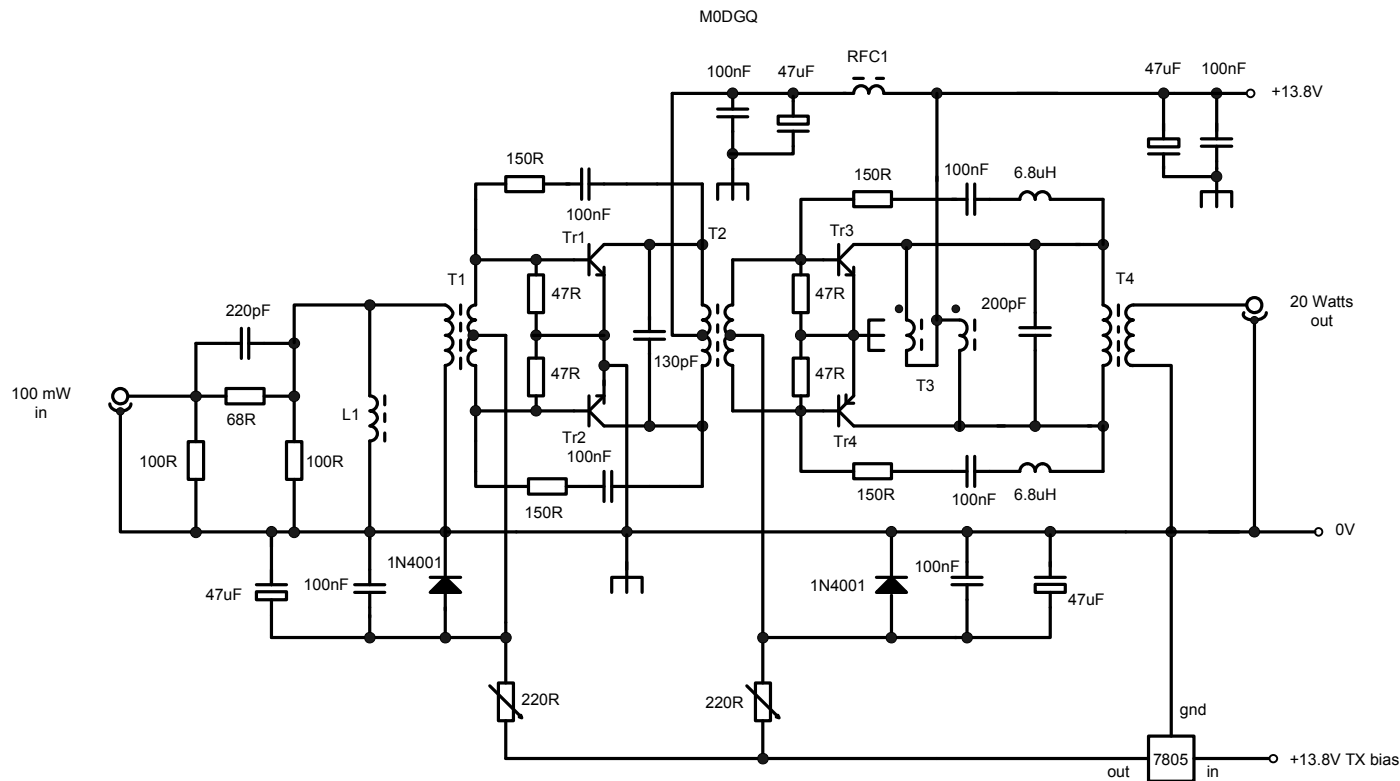 M0DGQ
RFC1
100nF
47uF
47uF
100nF
+13.8V
150R
100nF
Tr1
T2
150R
100nF
6.8uH
Tr3
T1
47R
47R
200pF
T4
220pF
20 Watts
out
130pF
47R
47R
T3
100 mW
in
68R
L1
Tr2
Tr4
100R
100R
100nF
150R
150R
100nF
6.8uH
0V
1N4001
100nF
47uF
1N4001
100nF
47uF
220R
220R
gnd
7805
+13.8V TX bias
out
in